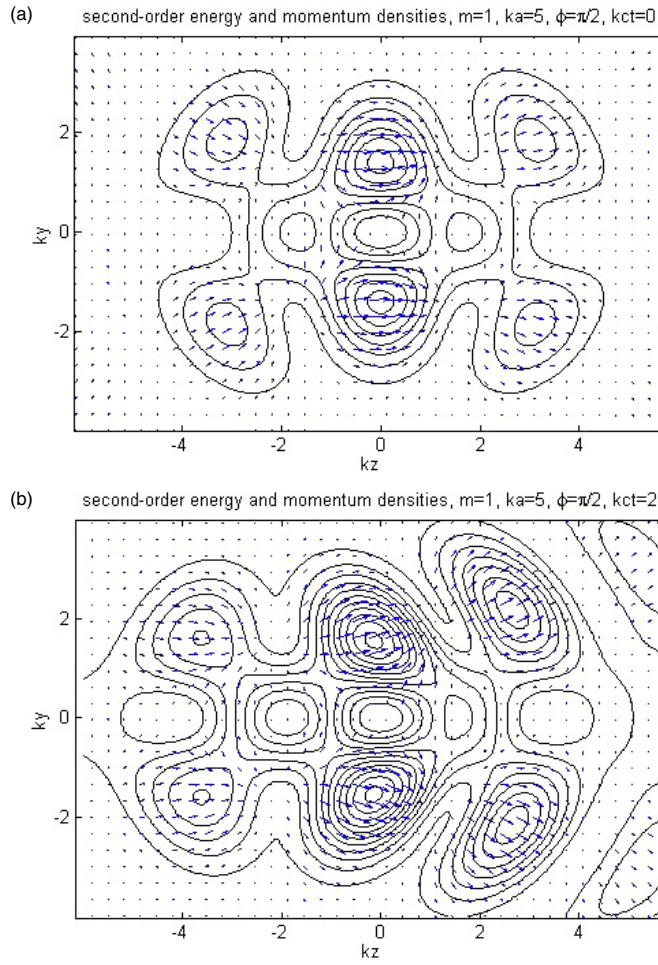 (a)
second-order energy and momentum densities, m=1, ka=5, ϕ=π/2, kct=0
2
0
-2
ky
-4
-2
0
2
4
kz
(b)
second-order energy and momentum densities, m=1, ka=5, ϕ=π/2, kct=2
2
0
-2
ky
-4
-2
0
2
4
kz